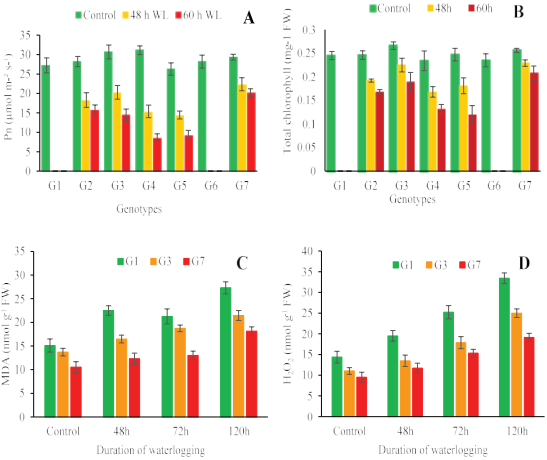 Control 48 h WL 60 h WL A
Pn (µmol m-² s-¹)
35
30
25
20
15
10
5
0
G1 G2 G3 G4 G5 G6 G7
Genotypes
Control 48h 60h
B
Total chlorophyll (mg-1 FW)
0.3
0.25
0.2
0.15
0.1
0.05
0
G1 G2 G3 G4 G5 G6 G7
Genotypes
G1 G3 G7 C
MDA (mmol g⁻¹ FW)
35
30
25
20
15
10
5
0
Control 48h 72h 120h
Duration of waterlogging
G1 G3 G7 D
H₂O₂ (mmol g⁻¹ FW)
40
35
30
25
20
15
10
5
0
Control 48h 72h 120h
Duration of waterlogging